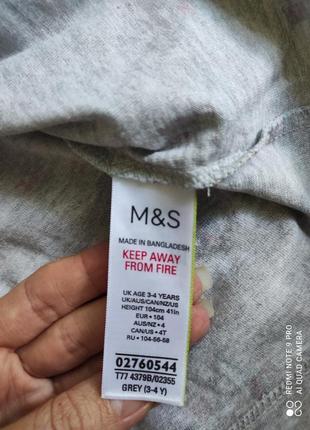 M&S
MADE IN BANGLADESH
KEEP AWAY
FROM FIRE
UK AGE 3-4 YEARS
UK/AUS/CAN/NZ/US
HEIGHT 104cm 41in
EUR • 104
AUS/NZ • 4
CAN/US • 4T
RU • 104-56-58
02760544
T77 4379B/02355
GREY (3-4 Y)
REDMI NOTE 9 PRO
AI QUAD CAMERA